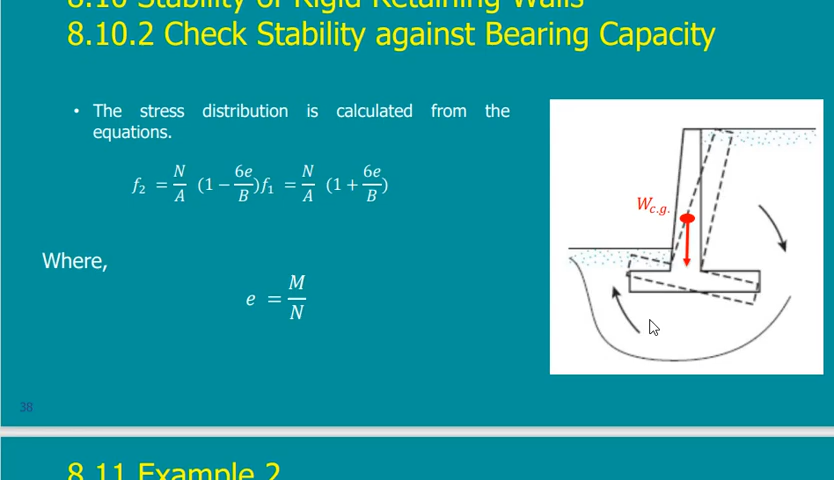 8.10 Stability of Rigid Retaining Walls
8.10.2 Check Stability against Bearing Capacity
• The stress distribution is calculated from the
equations.
f₂ = N/A (1 − 6e/B)f₁ = N/A (1 + 6e/B)
W_c.g.
Where,
e = M/N
38
8.11 Example 2